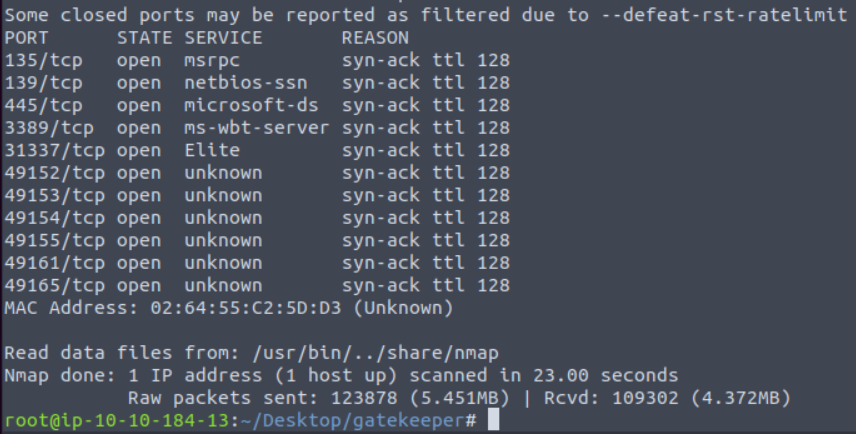 Some closed ports may be reported as filtered due to --defeat-rst-ratelimit
PORT      STATE SERVICE       REASON
135/tcp   open  msrpc         syn-ack ttl 128
139/tcp   open  netbios-ssn   syn-ack ttl 128
445/tcp   open  microsoft-ds  syn-ack ttl 128
3389/tcp  open  ms-wbt-server syn-ack ttl 128
31337/tcp open  Elite         syn-ack ttl 128
49152/tcp open  unknown       syn-ack ttl 128
49153/tcp open  unknown       syn-ack ttl 128
49154/tcp open  unknown       syn-ack ttl 128
49155/tcp open  unknown       syn-ack ttl 128
49161/tcp open  unknown       syn-ack ttl 128
49165/tcp open  unknown       syn-ack ttl 128
MAC Address: 02:64:55:C2:5D:D3 (Unknown)

Read data files from: /usr/bin/../share/nmap
Nmap done: 1 IP address (1 host up) scanned in 23.00 seconds
           Raw packets sent: 123878 (5.451MB) | Rcvd: 109302 (4.372MB)
root@ip-10-10-184-13:~/Desktop/gatekeeper#